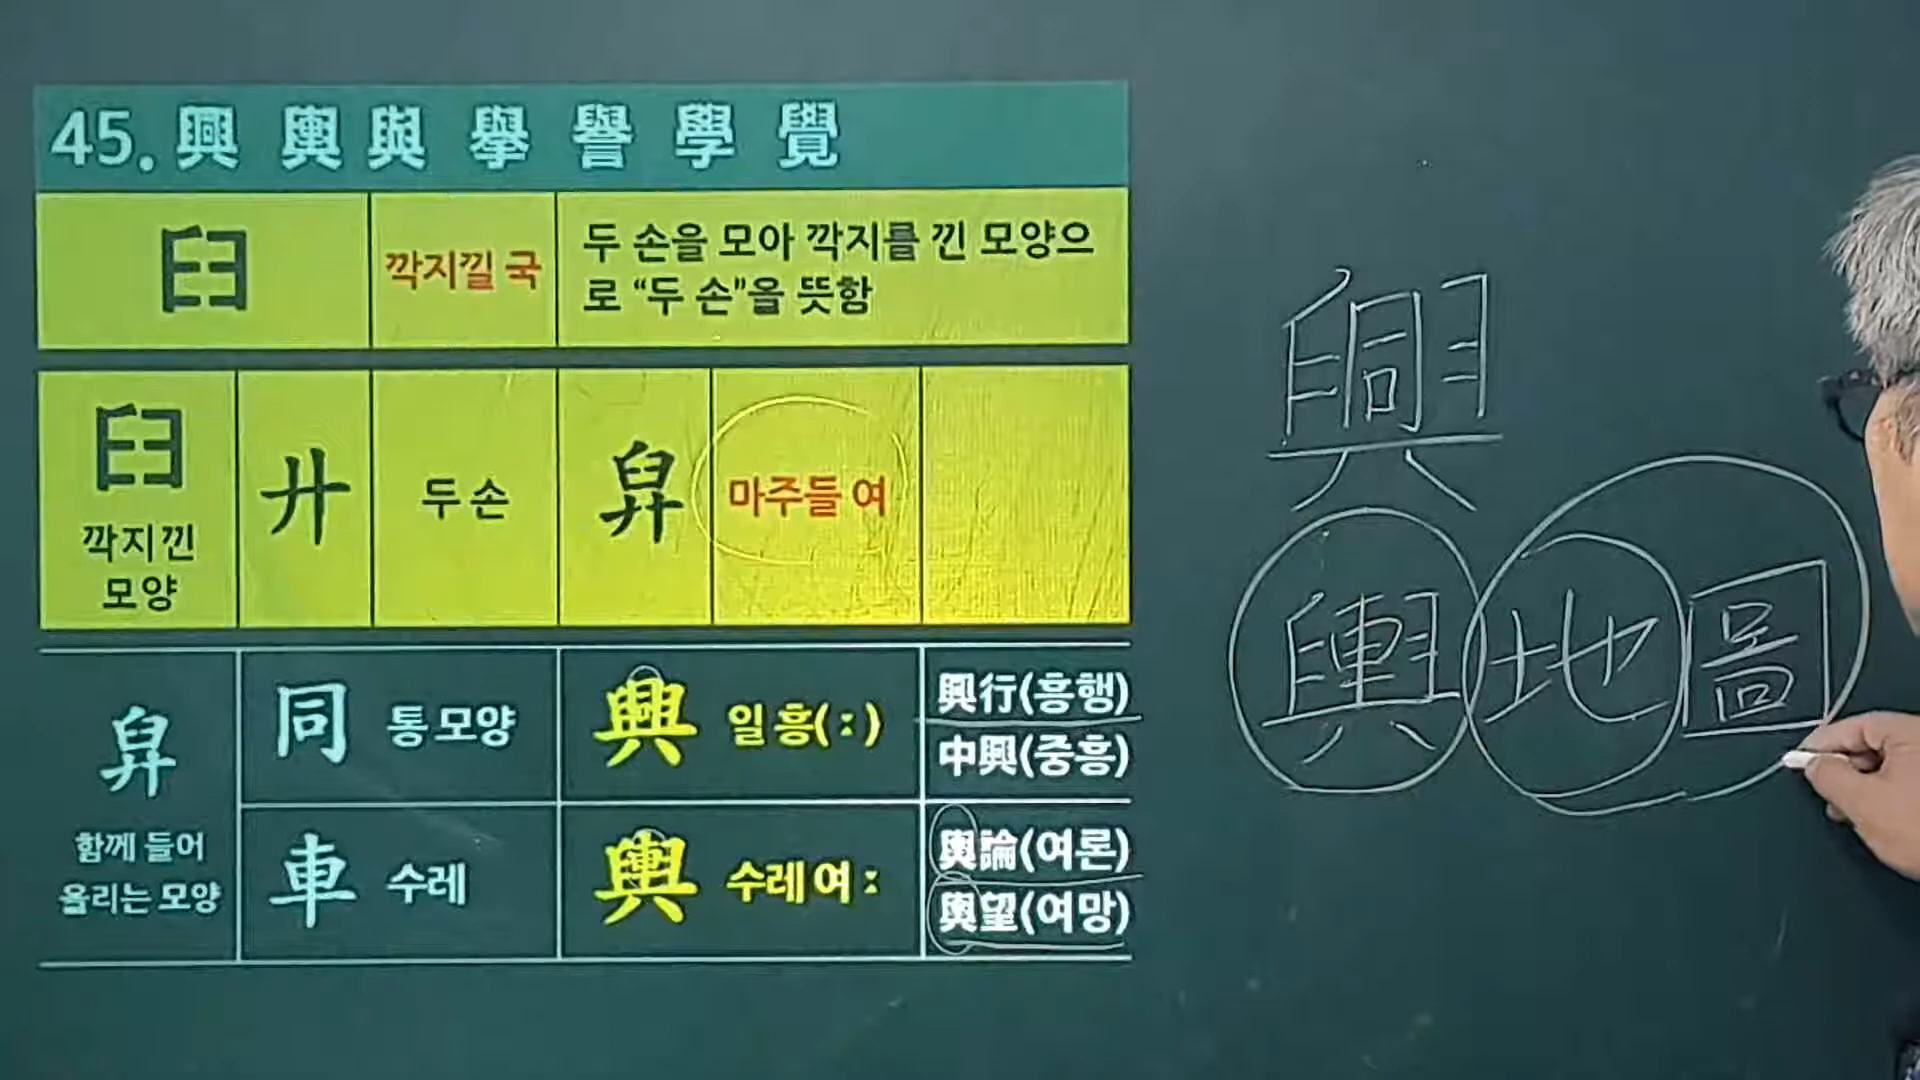 45. 興 輿 與 擧 譽 學 覺
𦥑 깍지낄 국 두 손을 모아 깍지를 낀 모양으
로 “두 손”을 뜻함
𦥑 깍지 낀
모양
廾 두 손 舁 마주들 여
舁 함께 들어
올리는 모양
同 통 모양 興 일 흥(:) 興行(흥행)
中興(중흥)
車 수레 輿 수레 여: 輿論(여론)
輿望(여망)
興
輿地圖